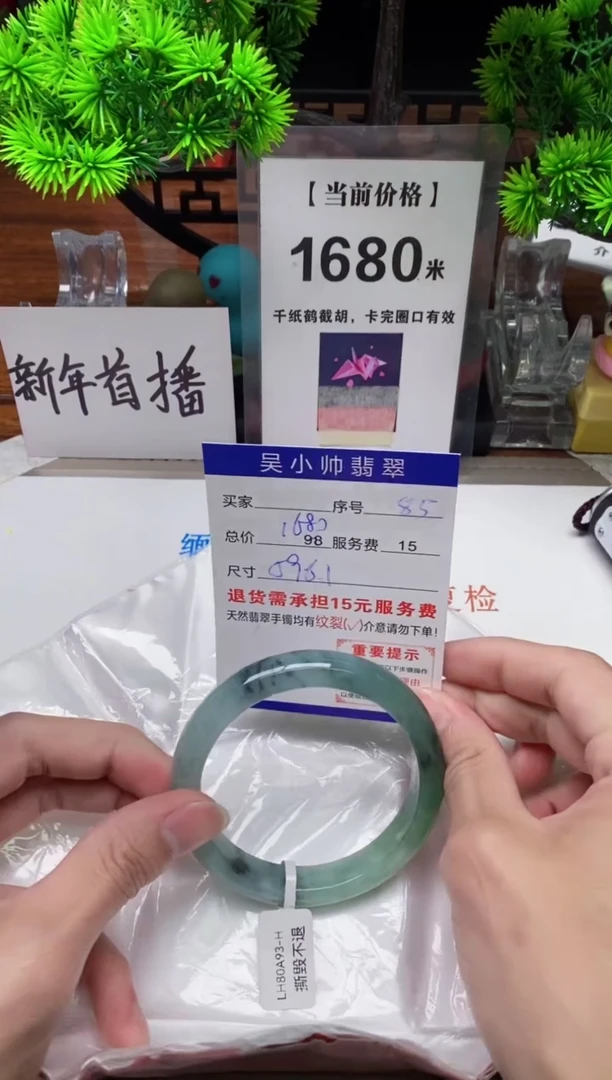 【当前价格】
1680米
千纸鹤截胡，卡完圈口有效
介
新年首播
吴小帅翡翠
买家 序号 85
总价 1680 98 服务费 15
尺寸
退货需承担15元服务费
天然翡翠手镯均有纹裂(√)介意请勿下单！
重要提示
缅
复检
LH80A93-H
撕毁不退